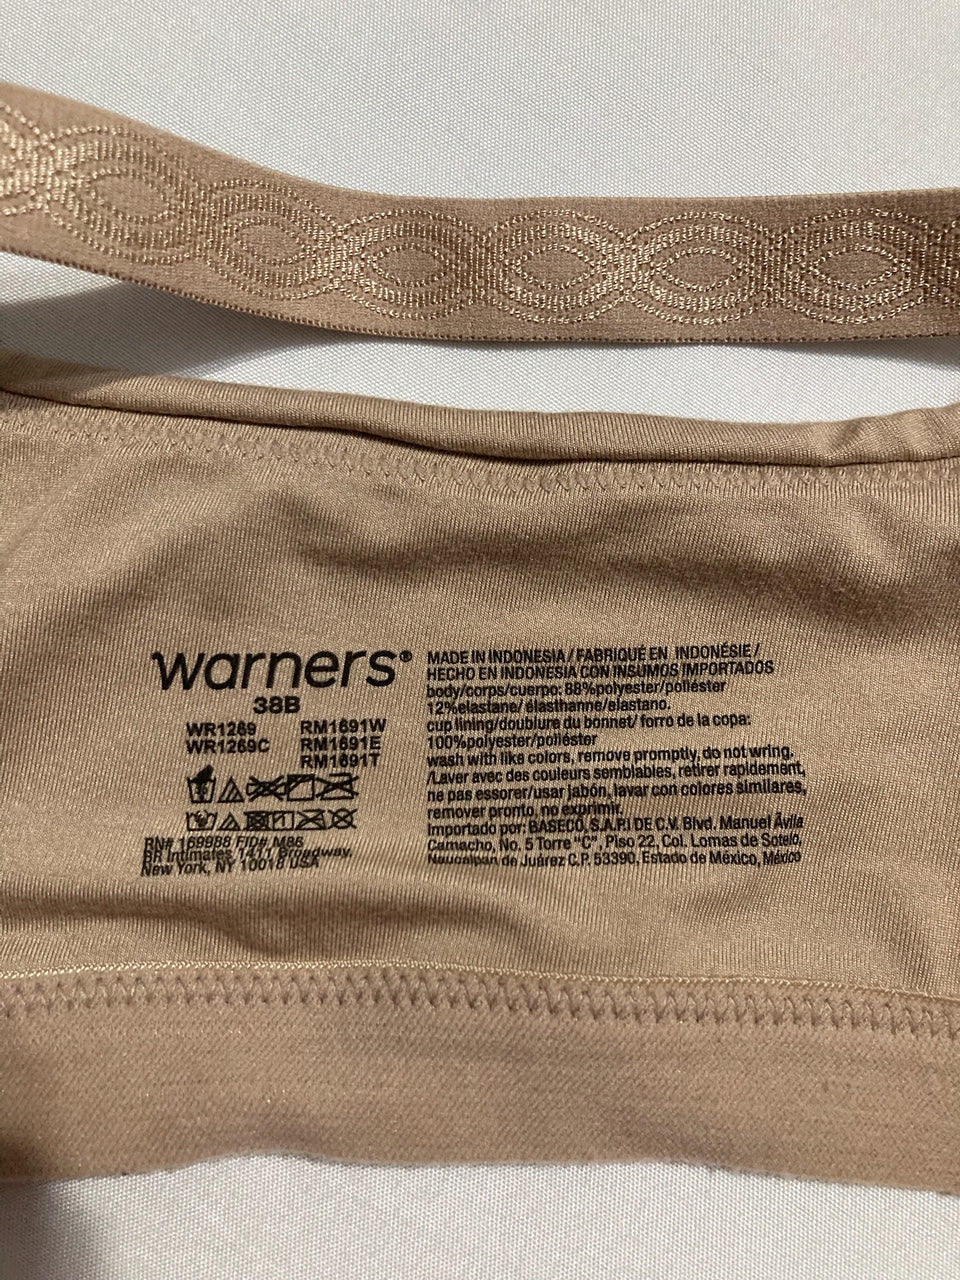 warners®
38B
WR1269 RM1691W
WR1269C RM1691E
RM1691T
RN# 169988 FID# M86
BR Intimates 1411 Broadway,
New York, NY 10018 USA
MADE IN INDONESIA / FABRIQUÉ EN INDONÉSIE /
HECHO EN INDONESIA CON INSUMOS IMPORTADOS
body/corps/cuerpo: 88%polyester/poliéster
12%elastane/ élasthanne/elastano.
cup lining/doublure du bonnet/ forro de la copa:
100%polyester/poliéster
wash with like colors, remove promptly, do not wring.
/Laver avec des couleurs semblables, retirer rapidement,
ne pas essorer/usar jabón, lavar con colores similares,
remover pronto, no exprimir.
Importado por: BASECO, S.A.P.I DE C.V. Blvd. Manuel Ávila
Camacho, No. 5 Torre "C", Piso 22, Col. Lomas de Sotelo,
Naucalpan de Juárez C.P. 53390, Estado de México, México